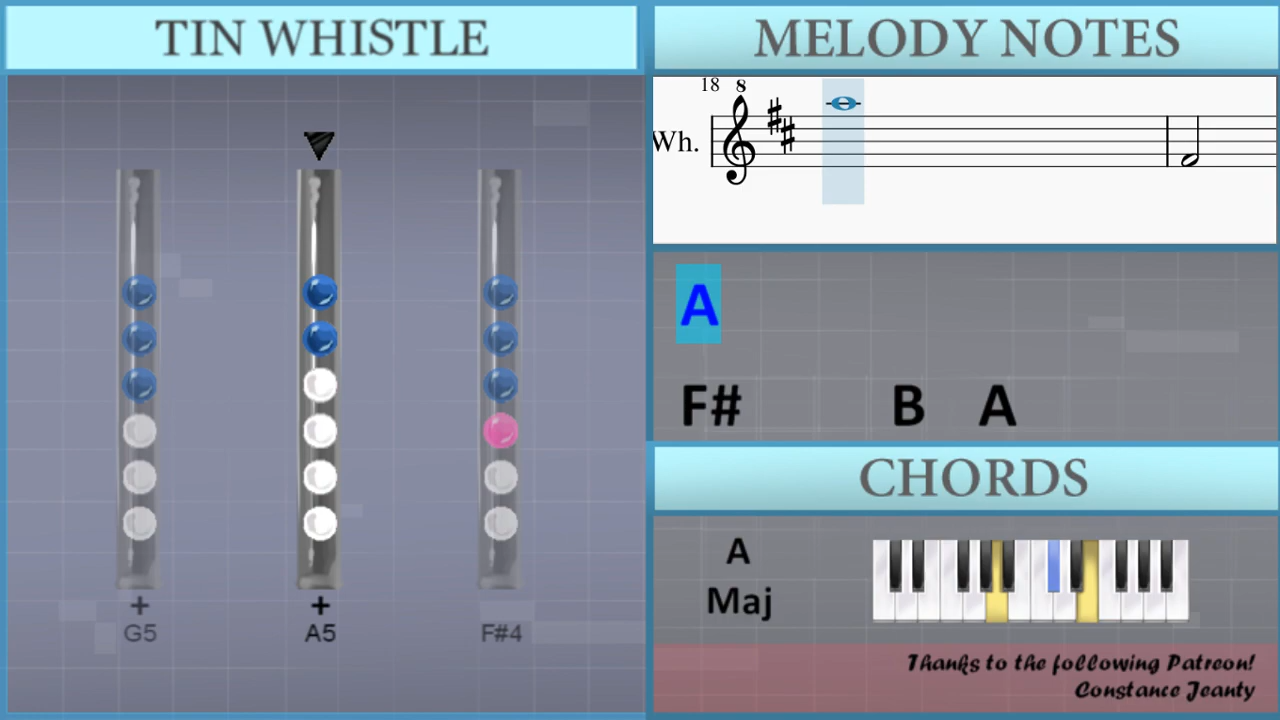 TIN WHISTLE
+
G5
+
A5
F#4
MELODY NOTES
18 8
Wh.
A
F# B A
CHORDS
A
Maj
Thanks to the following Patreon!
Constance Jeanty